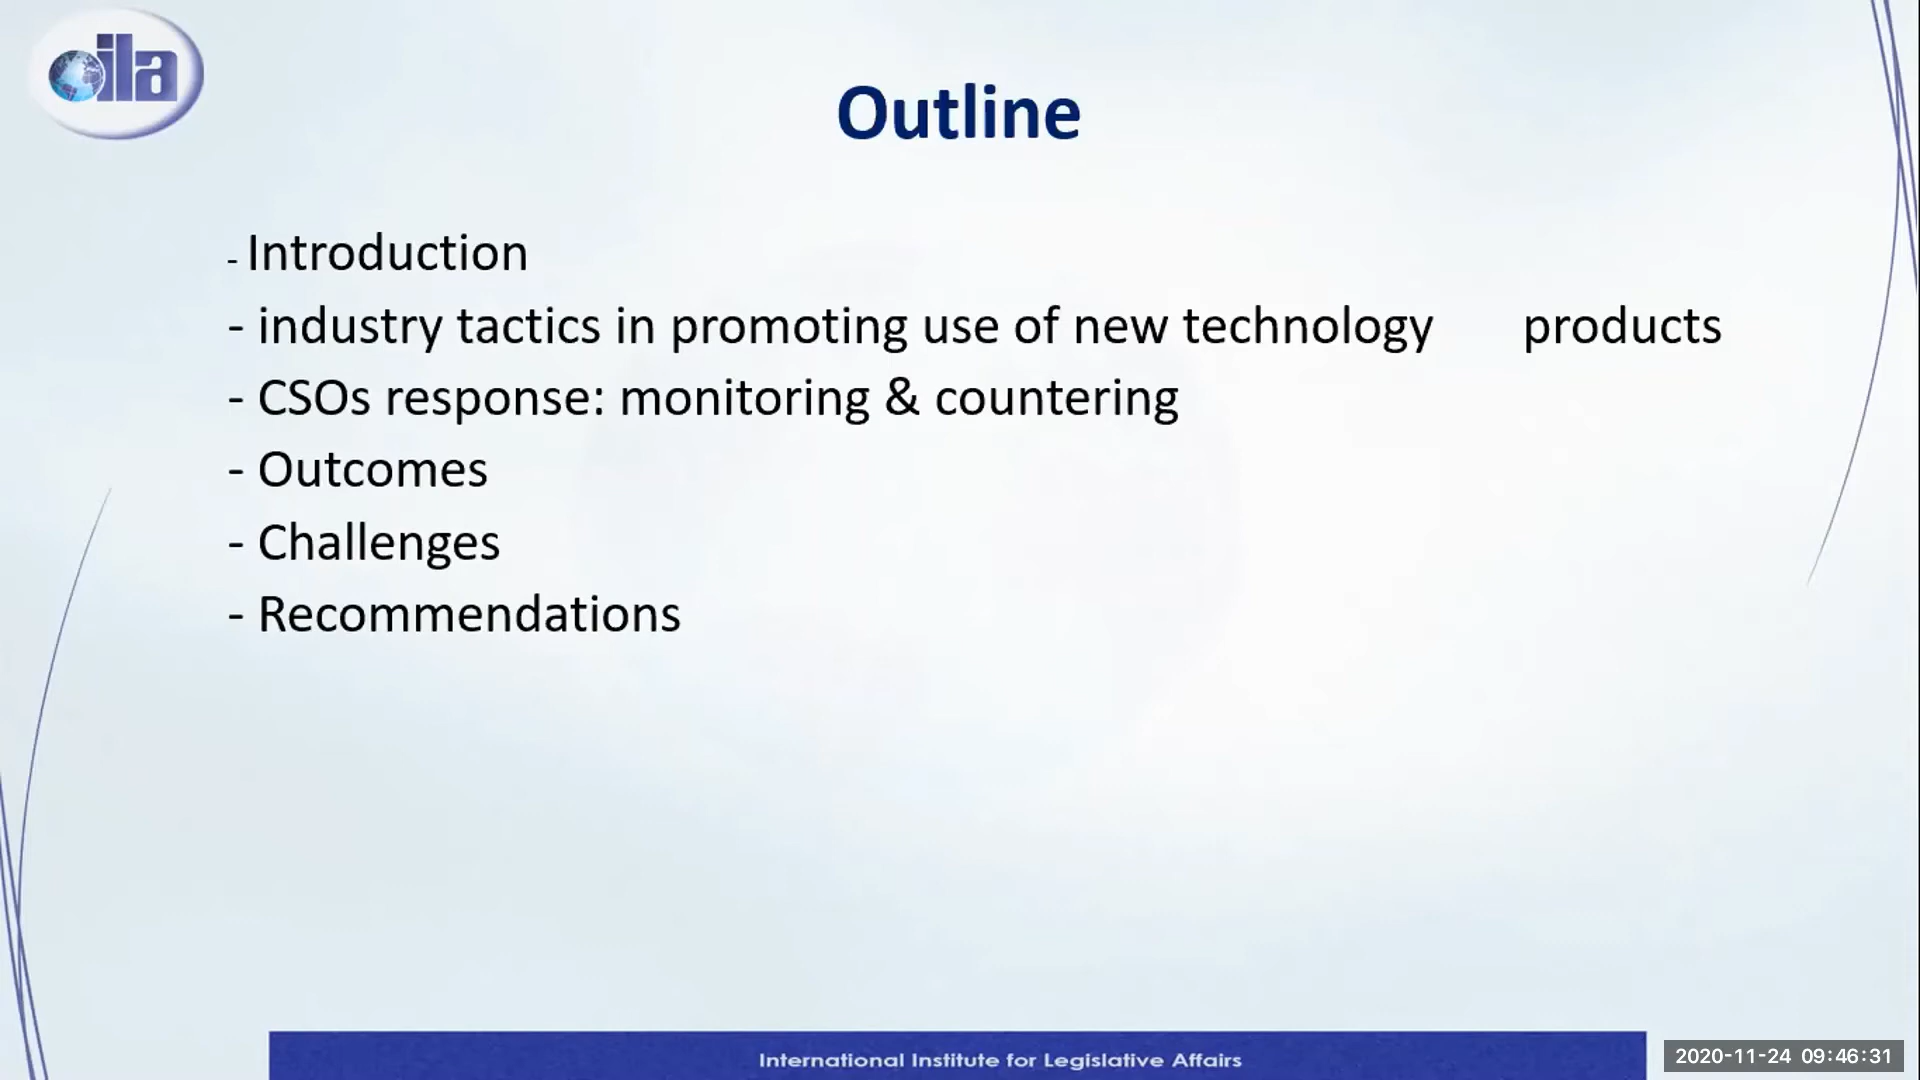 ila
Outline
- Introduction
- industry tactics in promoting use of new technology products
- CSOs response: monitoring & countering
- Outcomes
- Challenges
- Recommendations
International Institute for Legislative Affairs
2020-11-24 09:46:31